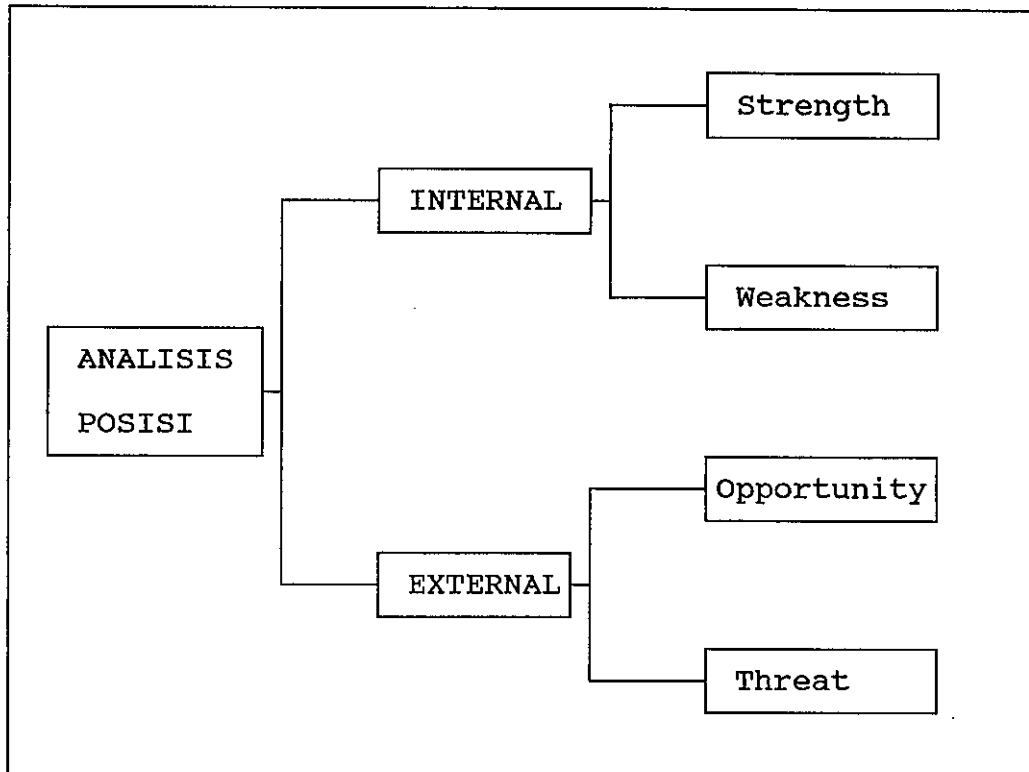 Strength
INTERNAL
Weakness
ANALISIS
POSISI
Opportunity
EXTERNAL
Threat